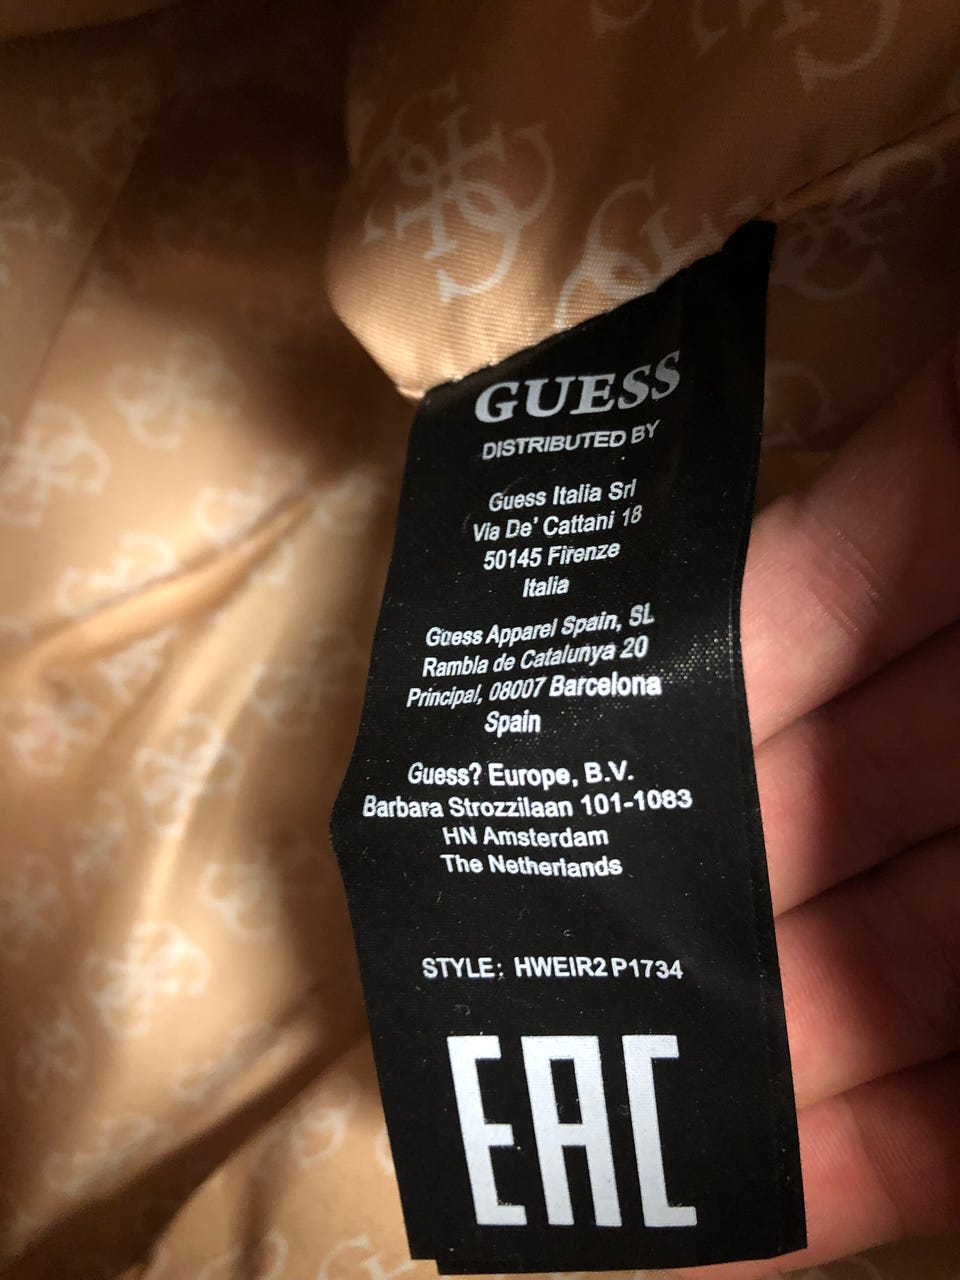 GUESS
DISTRIBUTED BY
Guess Italia Srl
Via De' Cattani 18
50145 Firenze
Italia
Guess Apparel Spain, SL
Rambla de Catalunya 20
Principal, 08007 Barcelona
Spain
Guess? Europe, B.V.
Barbara Strozzilaan 101-1083
HN Amsterdam
The Netherlands
STYLE: HWEIR2 P1734
EAC